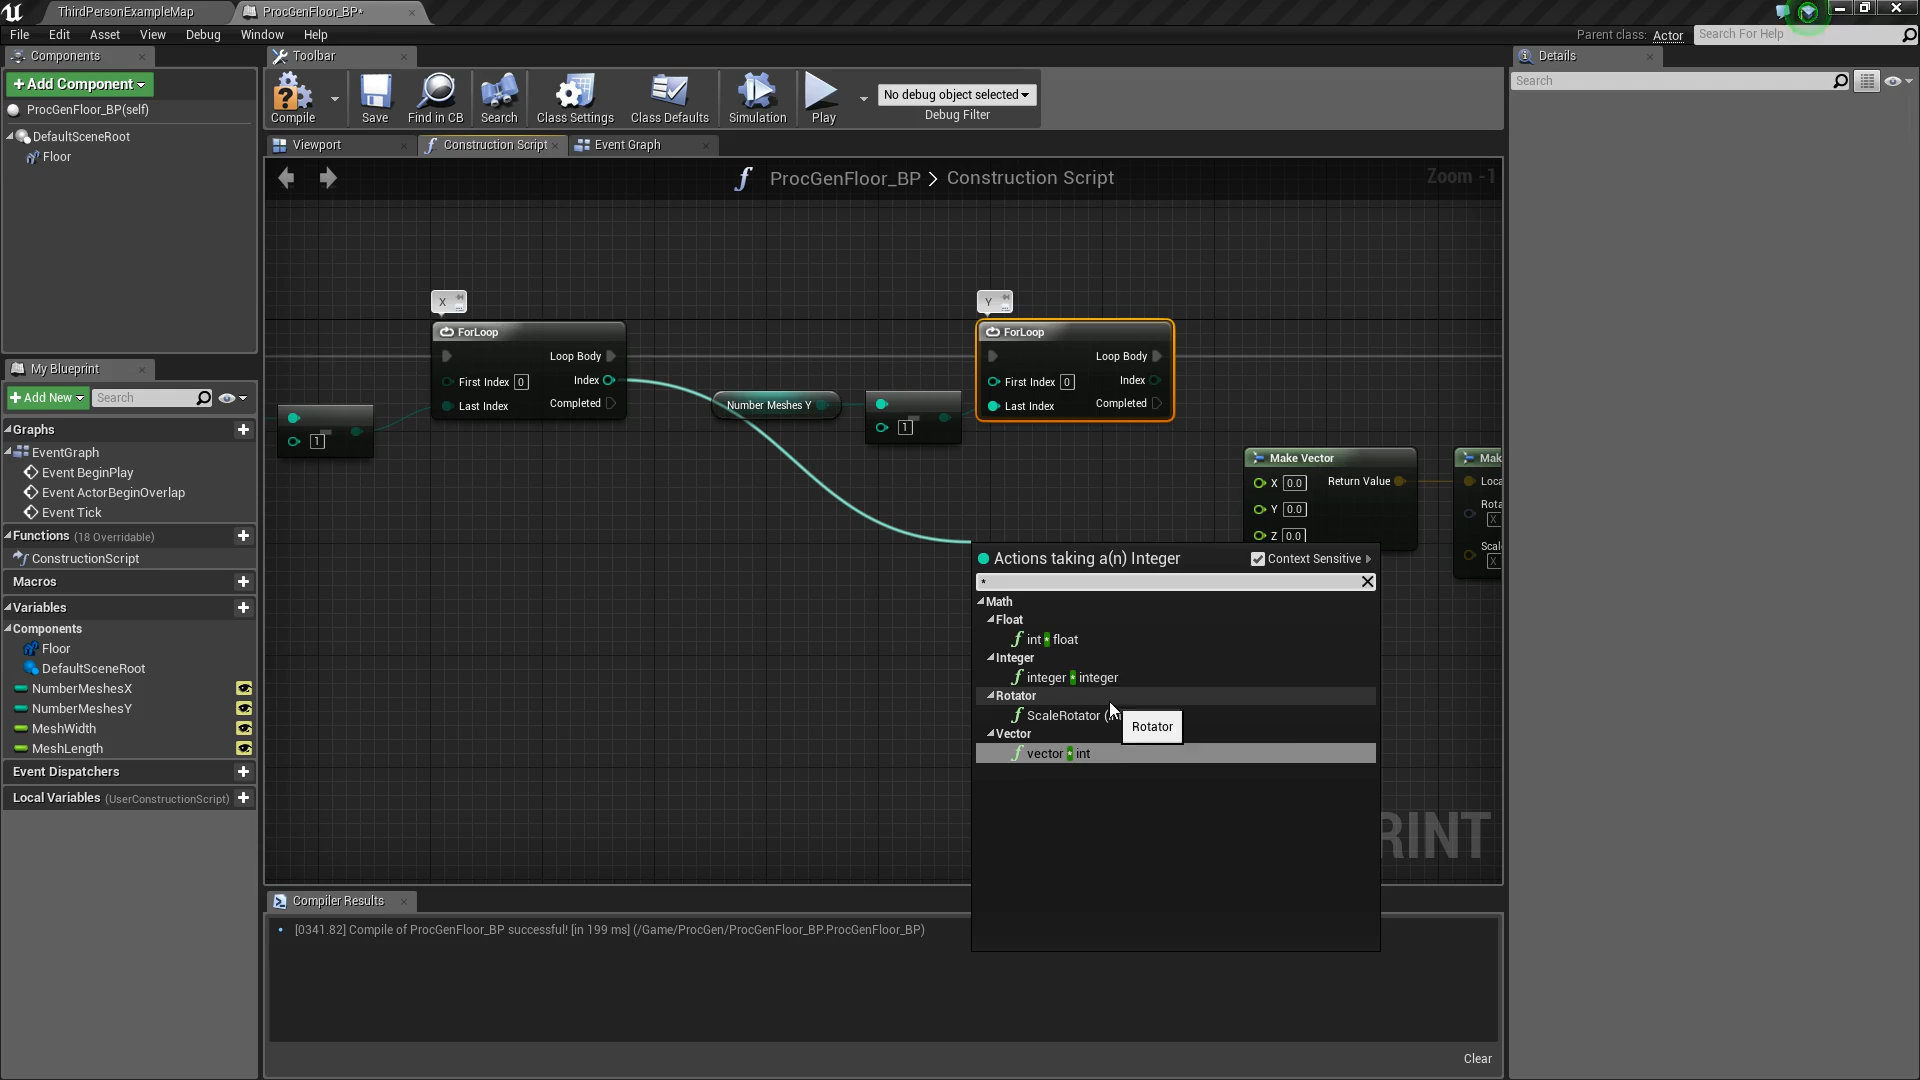 ThirdPersonExampleMap
ProcGenFloor_BP*
File Edit Asset View Debug Window Help
Parent class: Actor
Search For Help
Components
Toolbar
Details
+Add Component
ProcGenFloor_BP(self)
DefaultSceneRoot
Floor
Compile
Save
Find in CB
Search
Class Settings
Class Defaults
Simulation
Play
No debug object selected
Debug Filter
Search
Viewport
Construction Script
Event Graph
ProcGenFloor_BP > Construction Script
Zoom -1
X
Y
ForLoop
Loop Body
First Index 0
Index
Last Index
Completed
1
Number Meshes Y
1
ForLoop
Loop Body
First Index 0
Index
Last Index
Completed
Make Vector
X 0.0
Return Value
Y 0.0
Z 0.0
Mak
Loca
Rota
X
Scal
X
My Blueprint
+Add New
Search
Graphs
EventGraph
Event BeginPlay
Event ActorBeginOverlap
Event Tick
Functions (18 Overridable)
ConstructionScript
Macros
Variables
Components
Floor
DefaultSceneRoot
NumberMeshesX
NumberMeshesY
MeshWidth
MeshLength
Event Dispatchers
Local Variables (UserConstructionScript)
Actions taking a(n) Integer
Context Sensitive
*
Math
Float
int * float
Integer
integer * integer
Rotator
ScaleRotator
Rotator
Vector
vector * int
RINT
Compiler Results
[0341.82] Compile of ProcGenFloor_BP successful! [in 199 ms] (/Game/ProcGen/ProcGenFloor_BP.ProcGenFloor_BP)
Clear